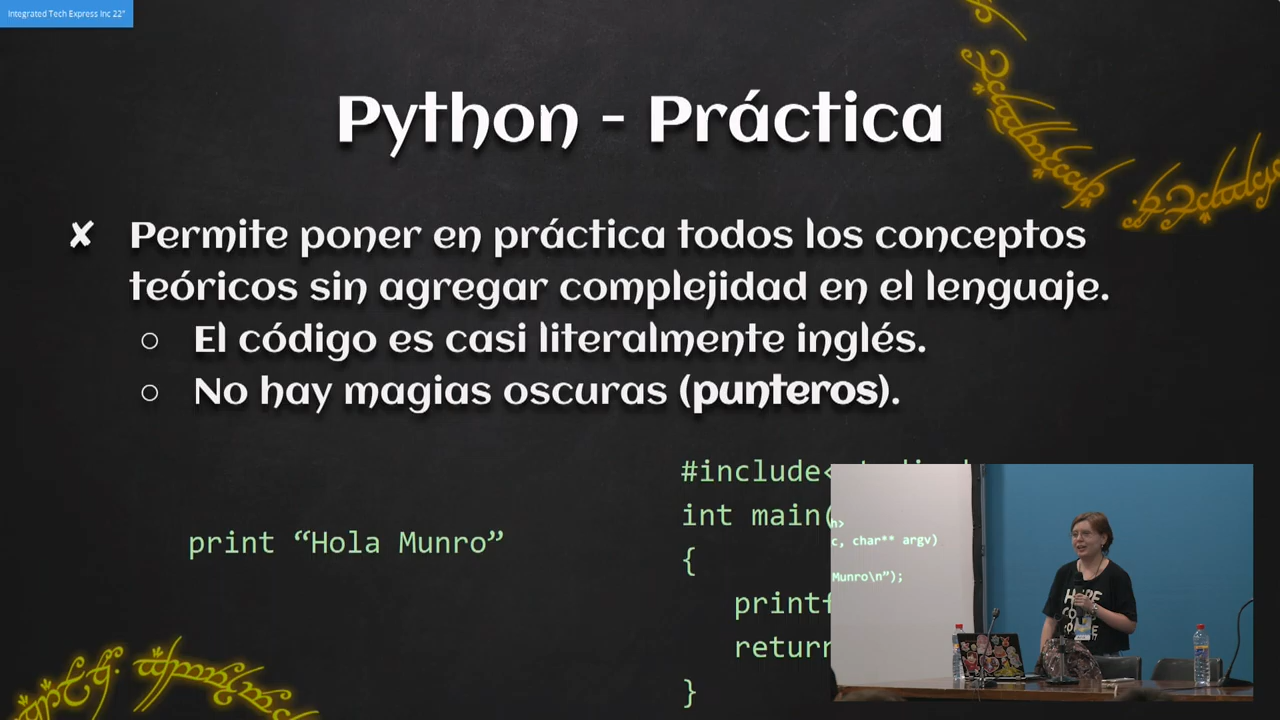 Integrated Tech Express Inc 22"
Python - Práctica
✘ Permite poner en práctica todos los conceptos
teóricos sin agregar complejidad en el lenguaje.
○ El código es casi literalmente inglés.
○ No hay magias oscuras (punteros).
print “Hola Munro”
#include<
int main(
{
printf
return
}
h>
c, char** argv)
Munro\n”);